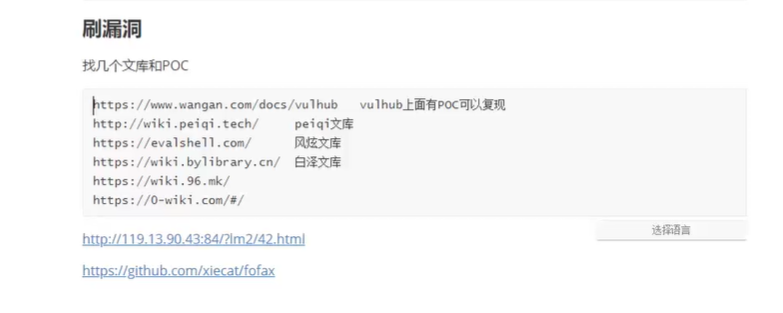 刷漏洞
找几个文库和POC
https://www.wangan.com/docs/vulhub   vulhub上面有POC可以复现
http://wiki.peiqi.tech/     peiqi文库
https://evalshell.com/      风炫文库
https://wiki.bylibrary.cn/  白泽文库
https://wiki.96.mk/
https://0-wiki.com/#/
选择语言
http://119.13.90.43:84/?lm2/42.html
https://github.com/xiecat/fofax